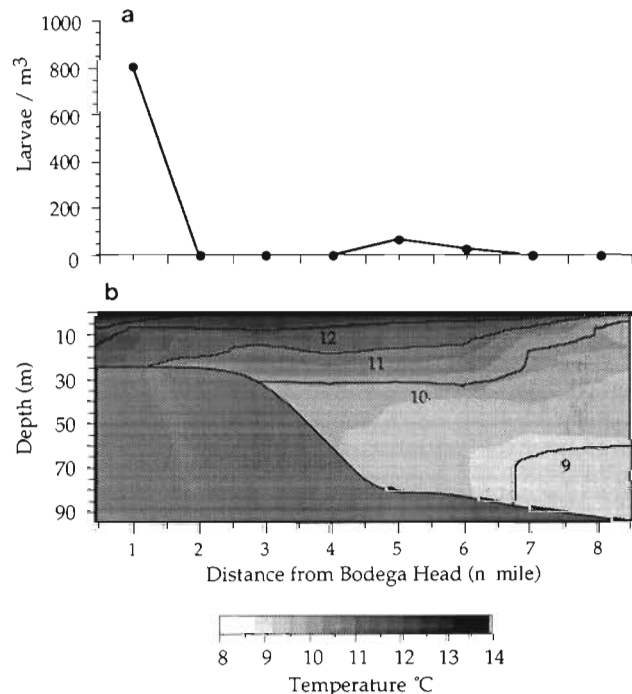 a
1000
800
600
400
200
0
Larvae / m³
b
10
30
50
70
90
Depth (m)
12
11
10
9
1 2 3 4 5 6 7 8
Distance from Bodega Head (n mile)
8 9 10 11 12 13 14
Temperature °C